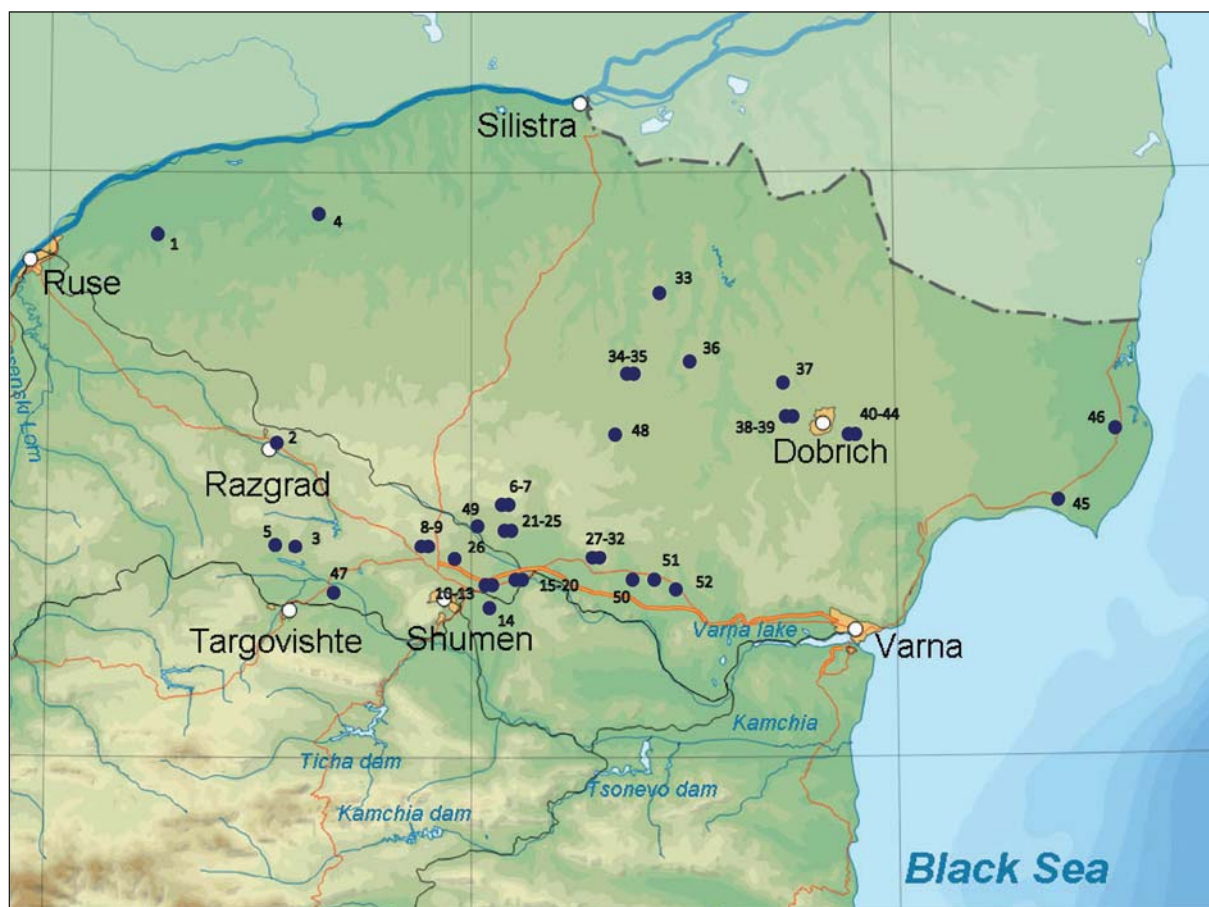 Silistra
4
1
Ruse
33
Rusenski Lom
34-35
36
37
38-39
40-44
46
Dobrich
48
2
Razgrad
6-7
49
21-25
45
5
3
8-9
26
27-32
51
47
10-13
15-20
50
52
14
Targovishte
Shumen
Varna lake
Varna
Kamchia
Ticha dam
Tsonevo dam
Kamchia dam
Black Sea